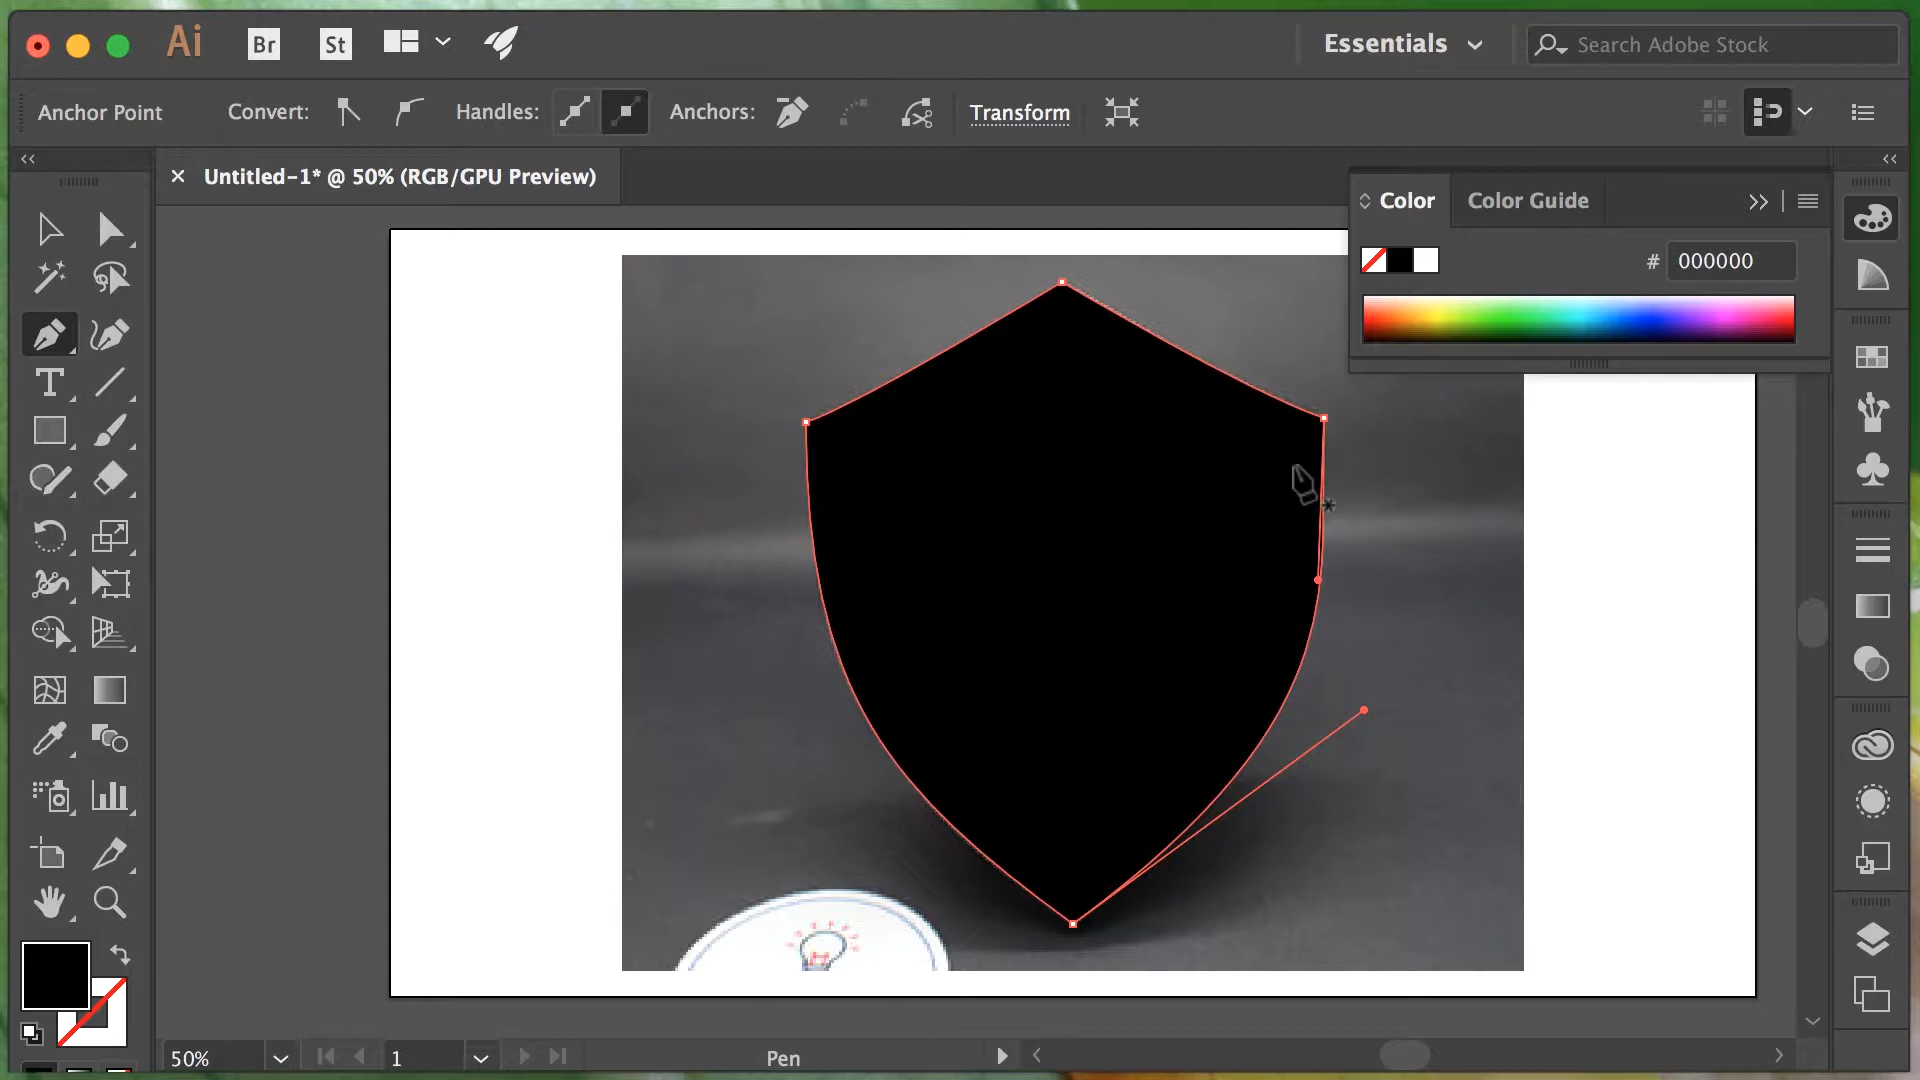 Ai
Br
St
Essentials
Search Adobe Stock
Anchor Point
Convert:
Handles:
Anchors:
Transform
Untitled-1* @ 50% (RGB/GPU Preview)
Color
Color Guide
# 000000
T
50%
1
Pen